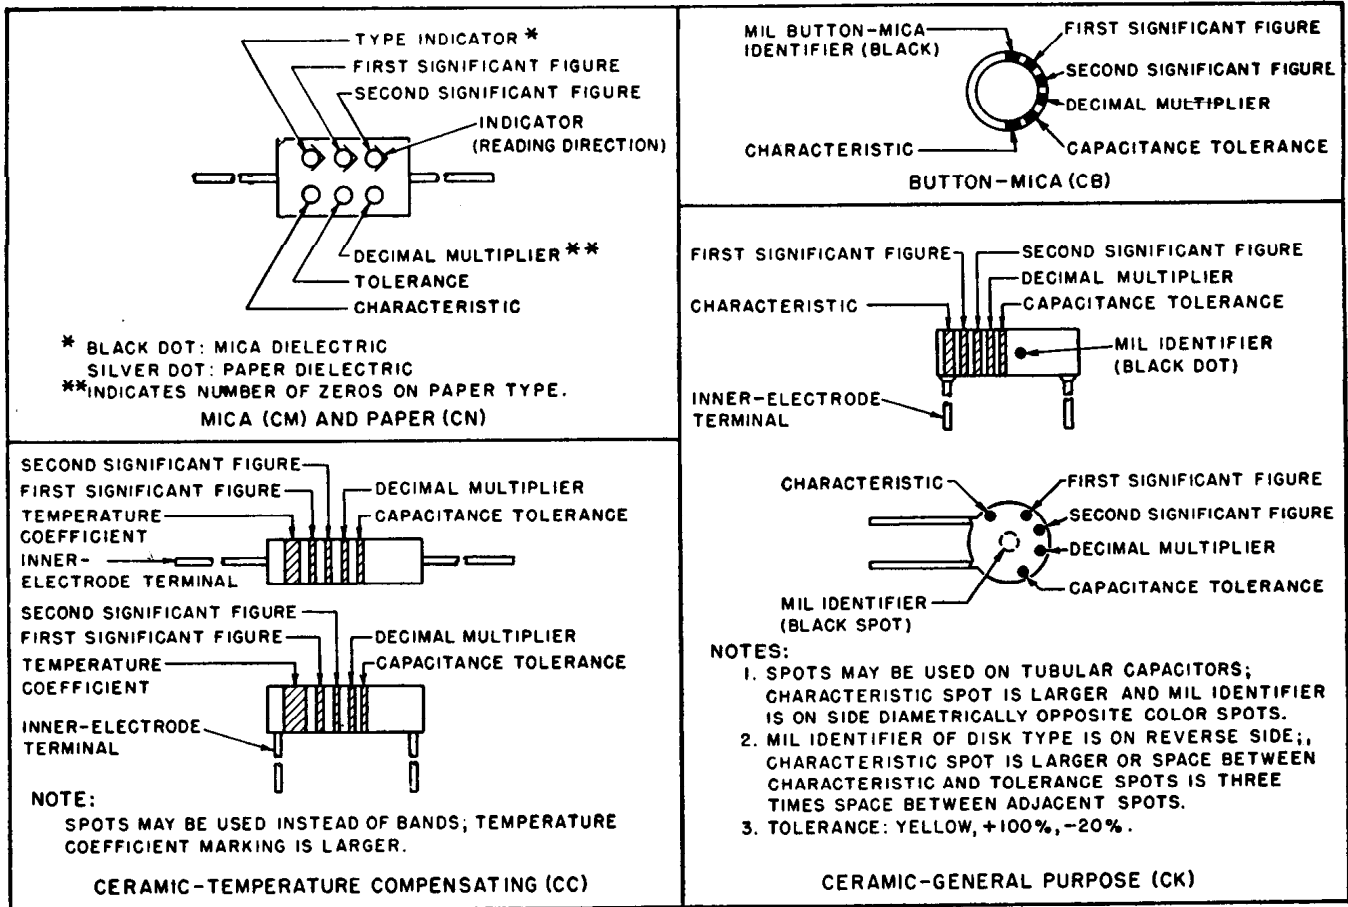 TYPE INDICATOR *
FIRST SIGNIFICANT FIGURE
SECOND SIGNIFICANT FIGURE
INDICATOR
(READING DIRECTION)
DECIMAL MULTIPLIER **
TOLERANCE
CHARACTERISTIC
* BLACK DOT: MICA DIELECTRIC
SILVER DOT: PAPER DIELECTRIC
**INDICATES NUMBER OF ZEROS ON PAPER TYPE.
MICA (CM) AND PAPER (CN)
MIL BUTTON-MICA
IDENTIFIER (BLACK)
FIRST SIGNIFICANT FIGURE
SECOND SIGNIFICANT FIGURE
DECIMAL MULTIPLIER
CHARACTERISTIC
CAPACITANCE TOLERANCE
BUTTON-MICA (CB)
SECOND SIGNIFICANT FIGURE
FIRST SIGNIFICANT FIGURE
DECIMAL MULTIPLIER
TEMPERATURE
COEFFICIENT
CAPACITANCE TOLERANCE
INNER-
ELECTRODE TERMINAL
SECOND SIGNIFICANT FIGURE
FIRST SIGNIFICANT FIGURE
DECIMAL MULTIPLIER
TEMPERATURE
COEFFICIENT
CAPACITANCE TOLERANCE
INNER-ELECTRODE
TERMINAL
NOTE:
SPOTS MAY BE USED INSTEAD OF BANDS; TEMPERATURE
COEFFICIENT MARKING IS LARGER.
CERAMIC-TEMPERATURE COMPENSATING (CC)
FIRST SIGNIFICANT FIGURE
SECOND SIGNIFICANT FIGURE
DECIMAL MULTIPLIER
CHARACTERISTIC
CAPACITANCE TOLERANCE
MIL IDENTIFIER
(BLACK DOT)
INNER-ELECTRODE
TERMINAL
CHARACTERISTIC
FIRST SIGNIFICANT FIGURE
SECOND SIGNIFICANT FIGURE
DECIMAL MULTIPLIER
CAPACITANCE TOLERANCE
MIL IDENTIFIER
(BLACK SPOT)
NOTES:
1. SPOTS MAY BE USED ON TUBULAR CAPACITORS;
CHARACTERISTIC SPOT IS LARGER AND MIL IDENTIFIER
IS ON SIDE DIAMETRICALLY OPPOSITE COLOR SPOTS.
2. MIL IDENTIFIER OF DISK TYPE IS ON REVERSE SIDE;,
CHARACTERISTIC SPOT IS LARGER OR SPACE BETWEEN
CHARACTERISTIC AND TOLERANCE SPOTS IS THREE
TIMES SPACE BETWEEN ADJACENT SPOTS.
3. TOLERANCE: YELLOW, +100%, -20%.
CERAMIC-GENERAL PURPOSE (CK)